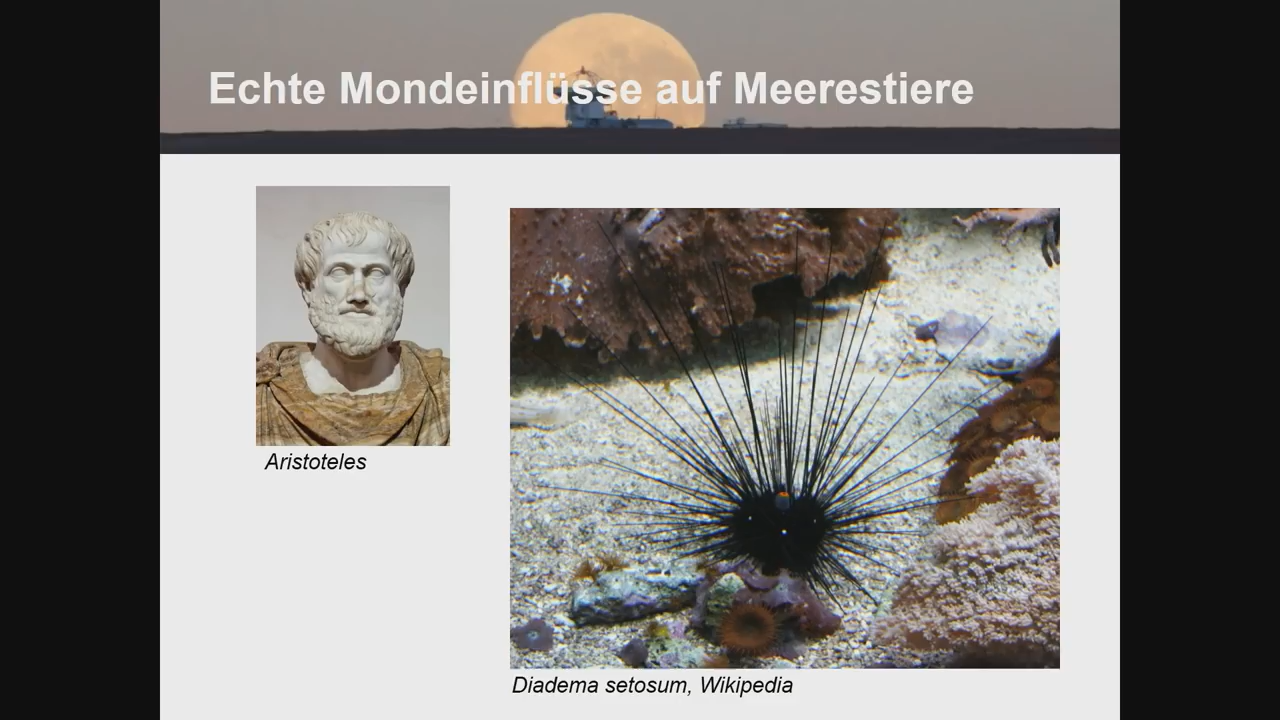 Echte Mondeinflüsse auf Meerestiere
Aristoteles
Diadema setosum, Wikipedia